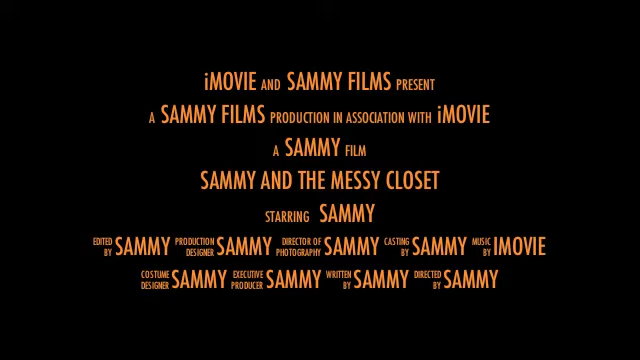 iMOVIE AND SAMMY FILMS PRESENT
A SAMMY FILMS PRODUCTION IN ASSOCIATION WITH iMOVIE
A SAMMY FILM
SAMMY AND THE MESSY CLOSET
STARRING SAMMY
EDITED BY SAMMY PRODUCTION DESIGNER SAMMY DIRECTOR OF PHOTOGRAPHY SAMMY CASTING BY SAMMY MUSIC BY IMOVIE
COSTUME DESIGNER SAMMY EXECUTIVE PRODUCER SAMMY WRITTEN BY SAMMY DIRECTED BY SAMMY